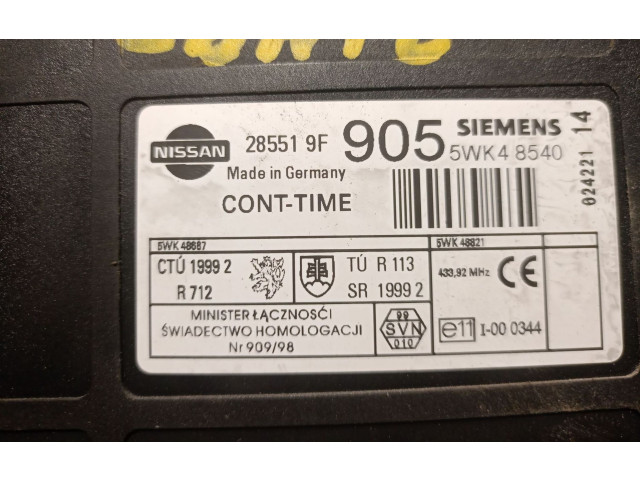 NISSAN
28551 9F 905
SIEMENS
5WK4 8540
14
024221
Made in Germany
CONT-TIME
5WK 48687
CTÚ 1999 2
R 712
TÚ R 113
SR 1999 2
5WK 48821
433,92 MHz CE
MINISTER ŁĄCZNOŚCI
ŚWIADECTWO HOMOLOGACJI
Nr 909/98
99
SVN
010
e11 I-00 0344